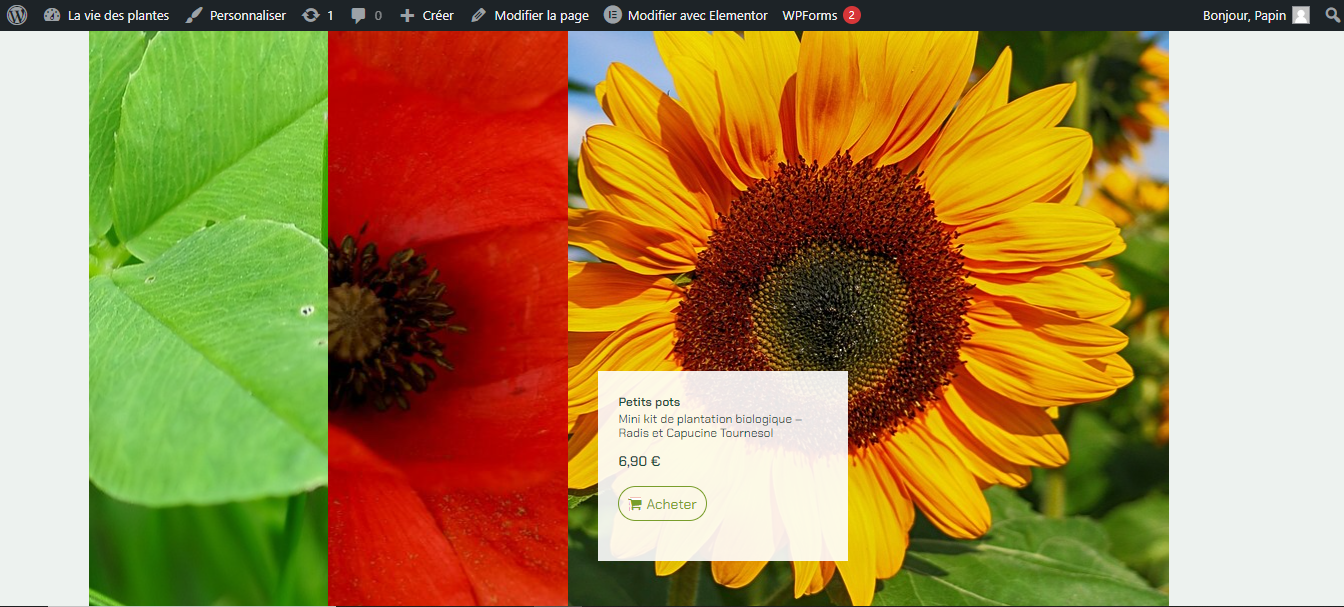 La vie des plantes
Personnaliser
1
0
Créer
Modifier la page
Modifier avec Elementor
WPForms
2
Bonjour, Papin
Petits pots
Mini kit de plantation biologique –
Radis et Capucine Tournesol
6,90 €
Acheter